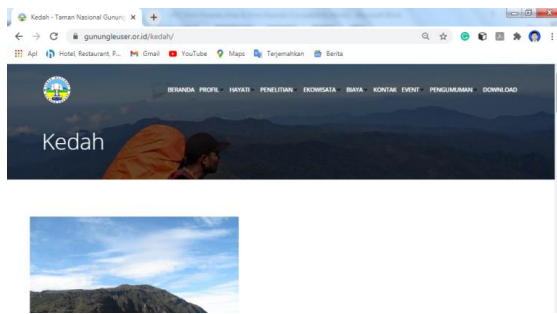 Kedah - Taman Nasional Gunung
gunungleuser.or.id/kedah/
Apl Hotel, Restaurant, P... Gmail YouTube Maps Terjemahkan Berita
BERANDA PROFIL HAYATI PENELITIAN EKOWISATA BIAYA KONTAK EVENT PENGUMUMAN DOWNLOAD
Kedah